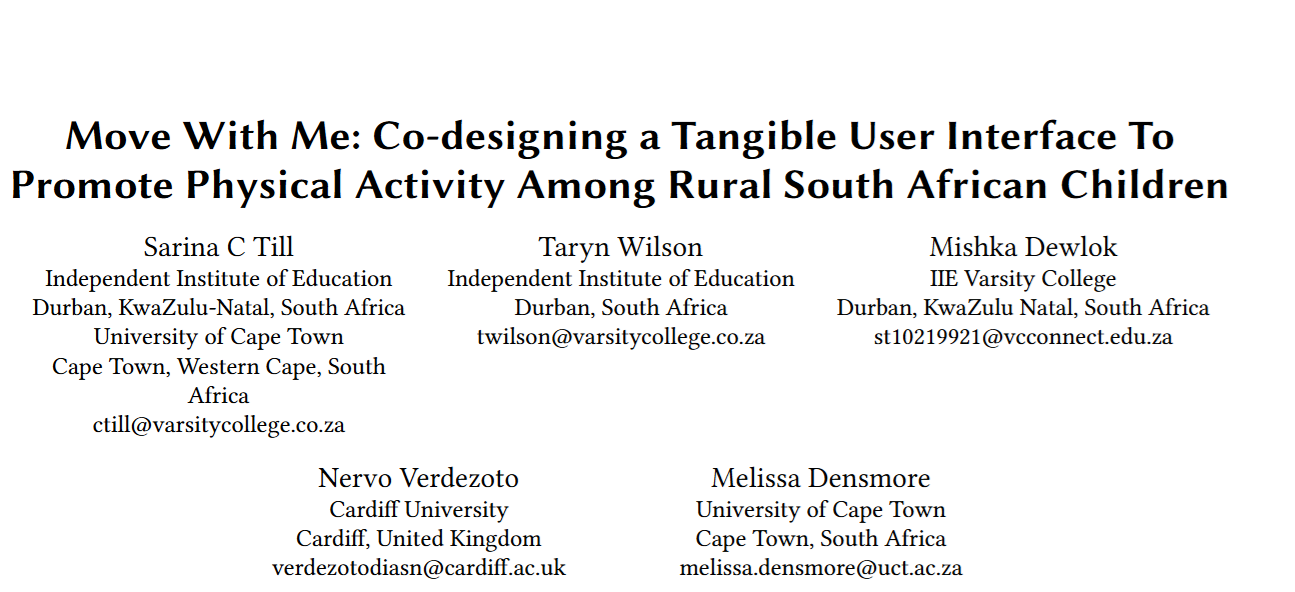 Move With Me: Co-designing a Tangible User Interface To
Promote Physical Activity Among Rural South African Children
Sarina C Till
Independent Institute of Education
Durban, KwaZulu-Natal, South Africa
University of Cape Town
Cape Town, Western Cape, South
Africa
ctill@varsitycollege.co.za
Taryn Wilson
Independent Institute of Education
Durban, South Africa
twilson@varsitycollege.co.za
Mishka Dewlok
IIE Varsity College
Durban, KwaZulu Natal, South Africa
st10219921@vcconnect.edu.za
Nervo Verdezoto
Cardiff University
Cardiff, United Kingdom
verdezotodiasn@cardiff.ac.uk
Melissa Densmore
University of Cape Town
Cape Town, South Africa
melissa.densmore@uct.ac.za